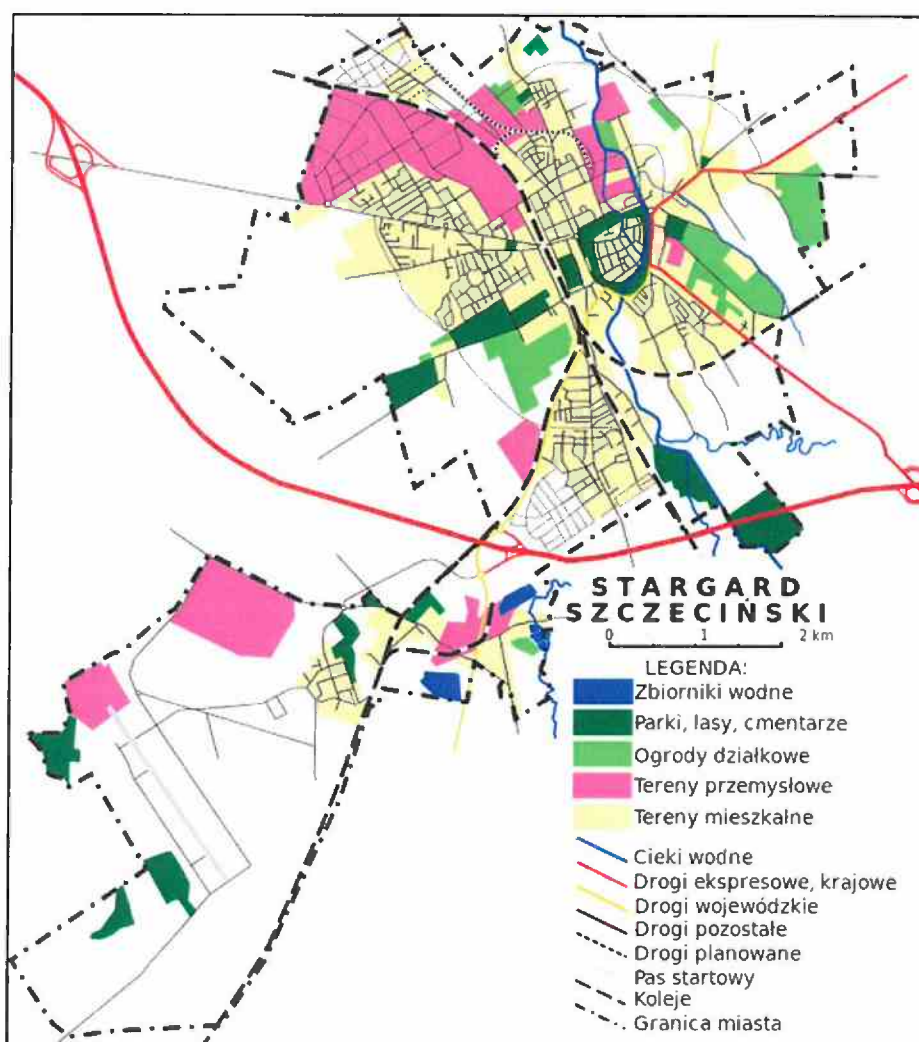 STARGARD
SZCZECIŃSKI
0 1 2 km
LEGENDA:
Zbiorniki wodne
Parki, lasy, cmentarze
Ogrody działkowe
Tereny przemysłowe
Tereny mieszkalne
Cieki wodne
Drogi ekspresowe, krajowe
Drogi wojewódzkie
Drogi pozostałe
Drogi planowane
Pas startowy
Koleje
Granica miasta